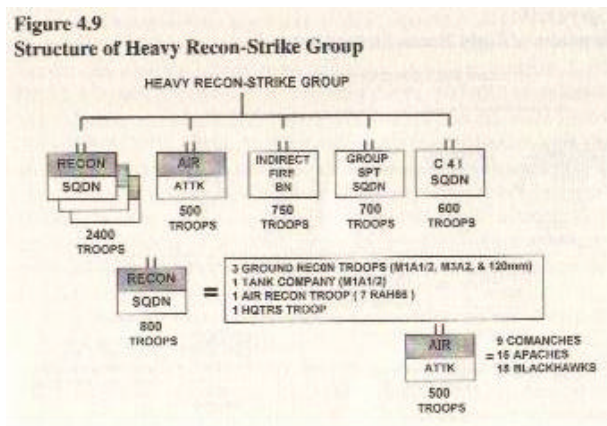 Figure 4.9
Structure of Heavy Recon-Strike Group
HEAVY RECON-STRIKE GROUP
RECON
SQDN
2400
TROOPS
AIR
ATTK
500
TROOPS
INDIRECT
FIRE
BN
750
TROOPS
GROUP
SPT
SQDN
700
TROOPS
C4I
SQDN
600
TROOPS
RECON
SQDN
800
TROOPS
=
3 GROUND RECON TROOPS (M1A1/2, M3A2, & 120mm)
1 TANK COMPANY (M1A1/2)
1 AIR RECON TROOP ( 7 RAH66 )
1 HQTRS TROOP
AIR
ATTK
500
TROOPS
9 COMANCHES
= 15 APACHES
18 BLACKHAWKS